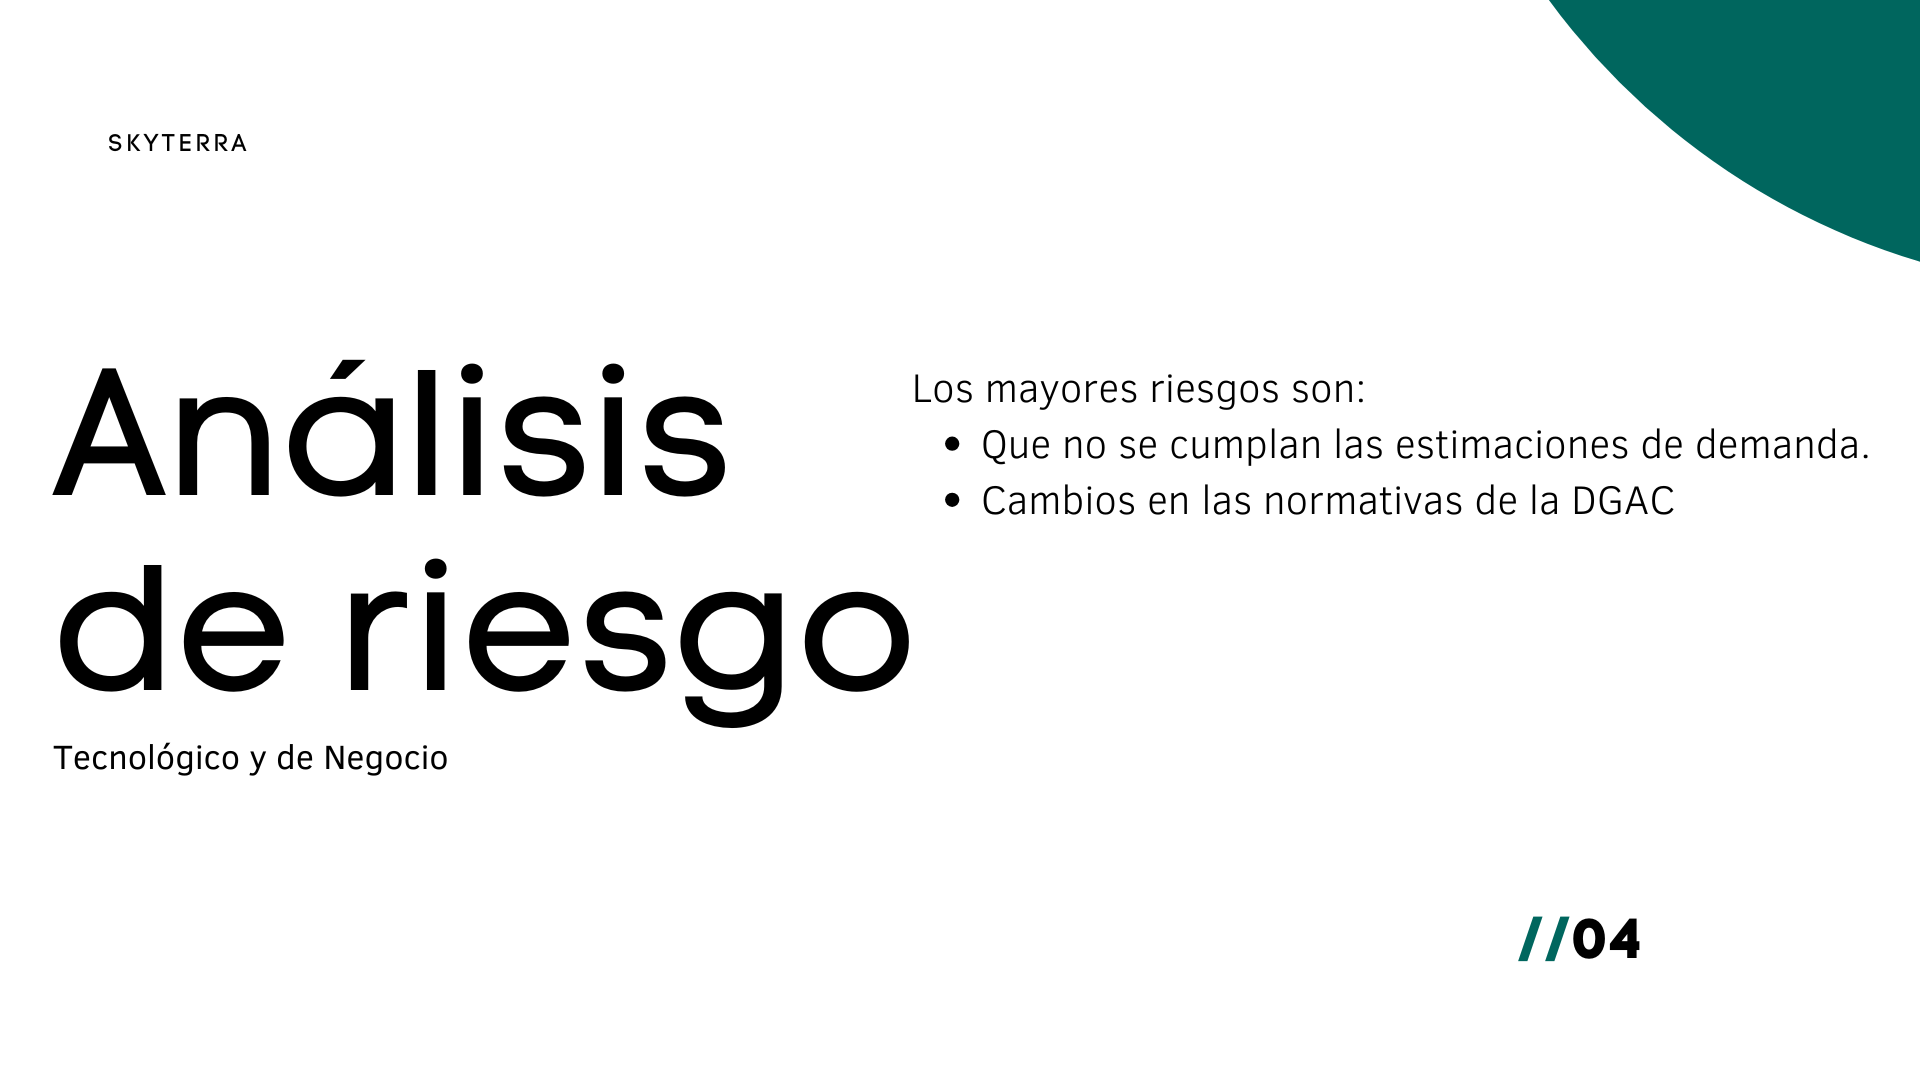 SKYTERRA
Análisis
de riesgo
Tecnológico y de Negocio
Los mayores riesgos son:
• Que no se cumplan las estimaciones de demanda.
• Cambios en las normativas de la DGAC
//04